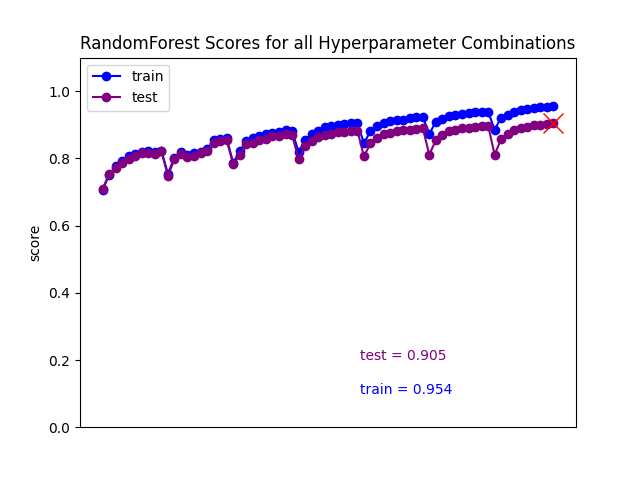 RandomForest Scores for all Hyperparameter Combinations
train
test
1.0
0.8
0.6
0.4
0.2
0.0
score
test = 0.905
train = 0.954